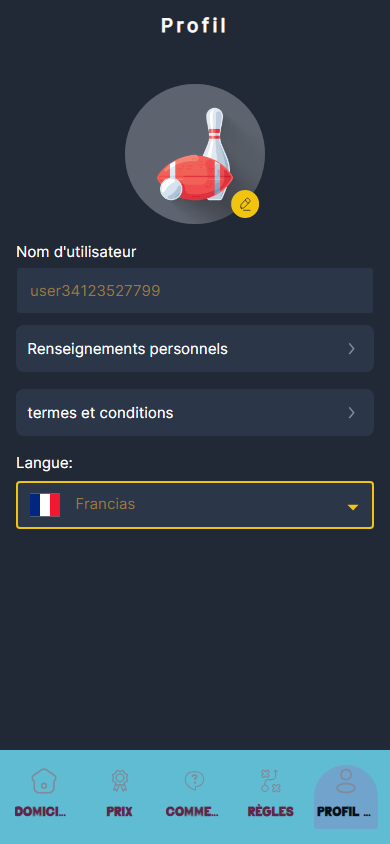 Profil
Nom d'utilisateur
user34123527799
Renseignements personnels
termes et conditions
Langue:
Francias
DOMICI... PRIX COMME... RÈGLES PROFIL ...